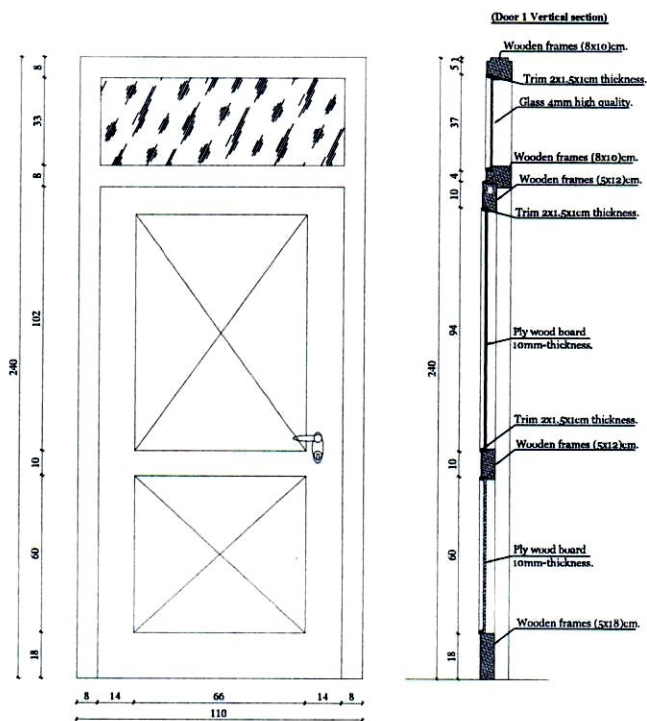 (Door 1 Vertical section)
Wooden frames (8x10)cm.
Trim 2x1.5x1cm thickness.
Glass 4mm high quality.
Wooden frames (8x10)cm.
Wooden frames (5x12)cm.
Trim 2x1.5x1cm thickness.
Ply wood board
10mm-thickness.
Trim 2x1.5x1cm thickness.
Wooden frames (5x12)cm.
Ply wood board
10mm-thickness.
Wooden frames (5x18)cm.
8
33
8
102
10
60
18
240
8 14 66 14 8
110
5
37
4
10
94
10
60
18
240